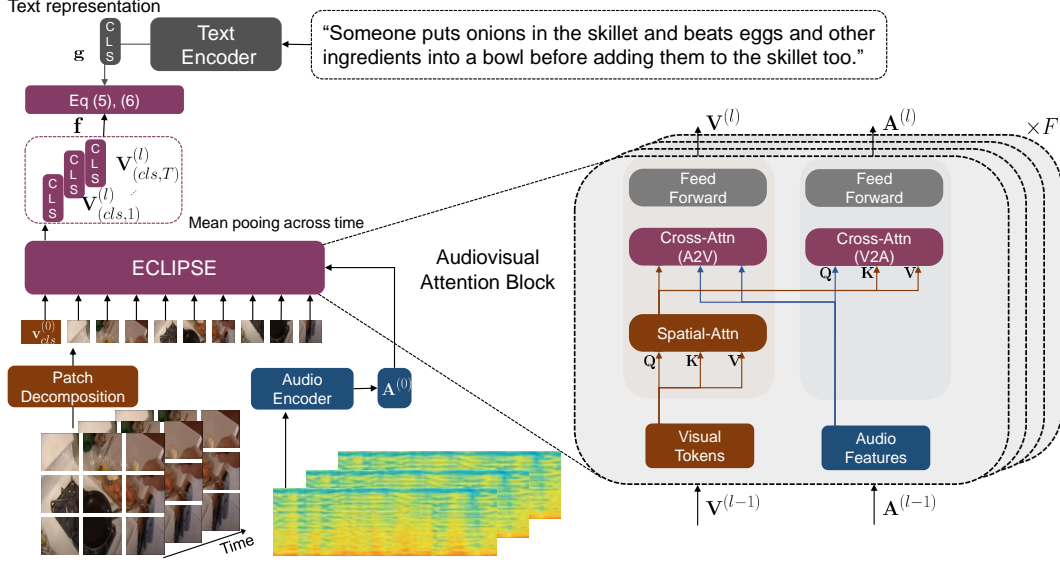 Text representation
C
L
S
g
Text
Encoder
“Someone puts onions in the skillet and beats eggs and other
ingredients into a bowl before adding them to the skillet too.”
Eq (5), (6)
f
C
L
S
C
L
S
C
L
S
V^{(l)}_{(cls,T)}
V^{(l)}_{(cls,1)}
Mean pooing across time
ECLIPSE
v^{(0)}_{cls}
Patch
Decomposition
Audio
Encoder
A^{(0)}
Time
Audiovisual
Attention Block
V^{(l)}
A^{(l)}
×F
Feed
Forward
Feed
Forward
Cross-Attn
(A2V)
Cross-Attn
(V2A)
Q K V
Spatial-Attn
Q K V
Visual
Tokens
Audio
Features
V^{(l−1)}
A^{(l−1)}